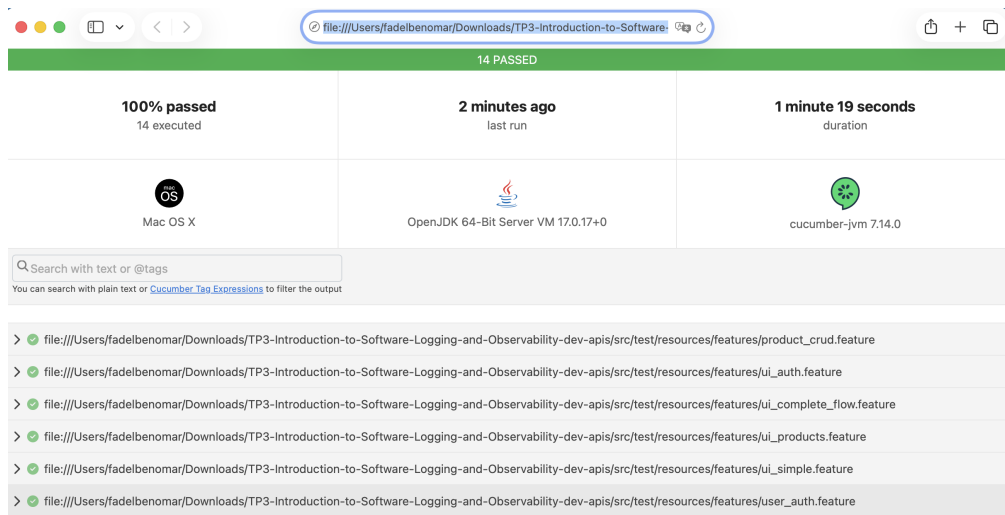 file:///Users/fadelbenomar/Downloads/TP3-Introduction-to-Software-
14 PASSED
100% passed
14 executed
2 minutes ago
last run
1 minute 19 seconds
duration
mac
OS
Mac OS X
OpenJDK 64-Bit Server VM 17.0.17+0
cucumber-jvm 7.14.0
Search with text or @tags
You can search with plain text or Cucumber Tag Expressions to filter the output
file:///Users/fadelbenomar/Downloads/TP3-Introduction-to-Software-Logging-and-Observability-dev-apis/src/test/resources/features/product_crud.feature
file:///Users/fadelbenomar/Downloads/TP3-Introduction-to-Software-Logging-and-Observability-dev-apis/src/test/resources/features/ui_auth.feature
file:///Users/fadelbenomar/Downloads/TP3-Introduction-to-Software-Logging-and-Observability-dev-apis/src/test/resources/features/ui_complete_flow.feature
file:///Users/fadelbenomar/Downloads/TP3-Introduction-to-Software-Logging-and-Observability-dev-apis/src/test/resources/features/ui_products.feature
file:///Users/fadelbenomar/Downloads/TP3-Introduction-to-Software-Logging-and-Observability-dev-apis/src/test/resources/features/ui_simple.feature
file:///Users/fadelbenomar/Downloads/TP3-Introduction-to-Software-Logging-and-Observability-dev-apis/src/test/resources/features/user_auth.feature